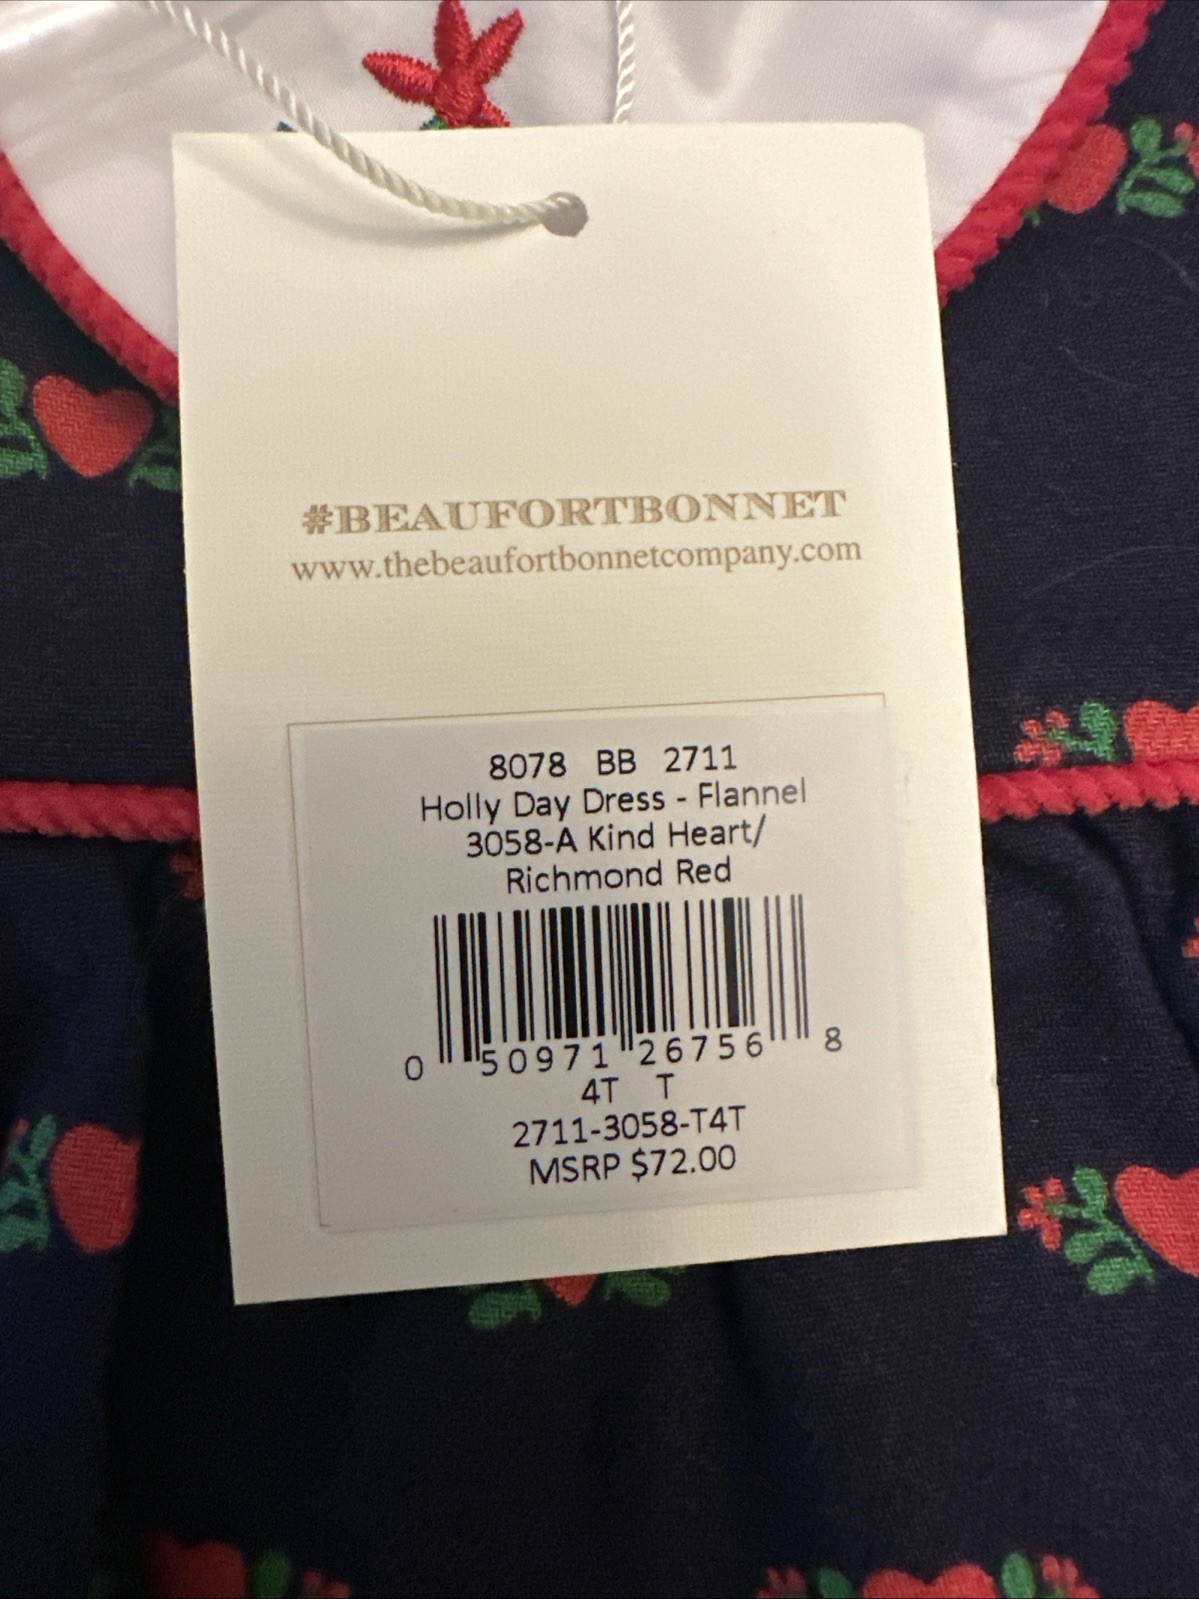 #BEAUFORTBONNET
www.thebeaufortbonnetcompany.com
8078 BB 2711
Holly Day Dress - Flannel
3058-A Kind Heart/
Richmond Red
0 50971 26756 8
4T T
2711-3058-T4T
MSRP $72.00